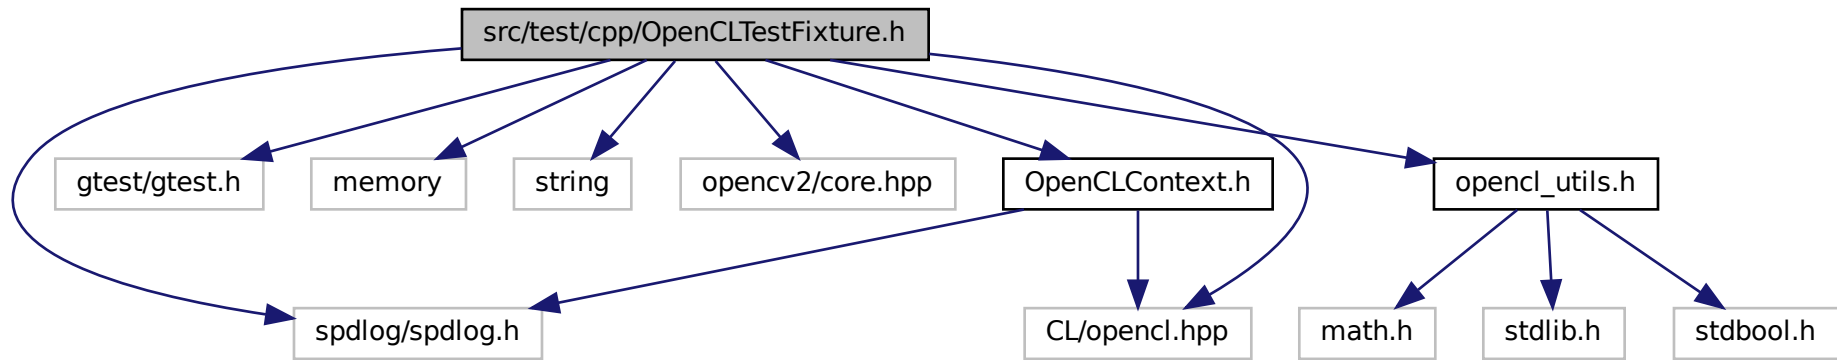 src/test/cpp/OpenCLTestFixture.h
gtest/gtest.h
memory
string
opencv2/core.hpp
OpenCLContext.h
opencl_utils.h
spdlog/spdlog.h
CL/opencl.hpp
math.h
stdlib.h
stdbool.h